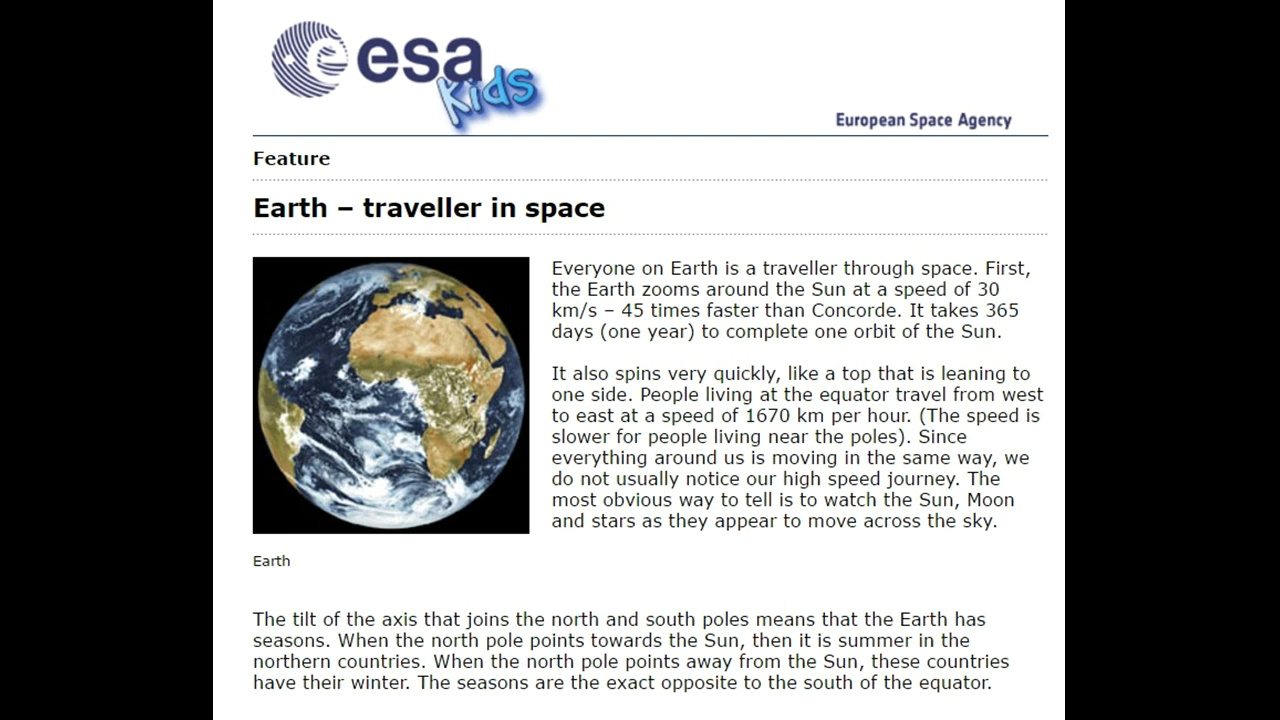 esa
kids
European Space Agency
Feature
Earth – traveller in space
Everyone on Earth is a traveller through space. First,
the Earth zooms around the Sun at a speed of 30
km/s – 45 times faster than Concorde. It takes 365
days (one year) to complete one orbit of the Sun.
It also spins very quickly, like a top that is leaning to
one side. People living at the equator travel from west
to east at a speed of 1670 km per hour. (The speed is
slower for people living near the poles). Since
everything around us is moving in the same way, we
do not usually notice our high speed journey. The
most obvious way to tell is to watch the Sun, Moon
and stars as they appear to move across the sky.
Earth
The tilt of the axis that joins the north and south poles means that the Earth has
seasons. When the north pole points towards the Sun, then it is summer in the
northern countries. When the north pole points away from the Sun, these countries
have their winter. The seasons are the exact opposite to the south of the equator.